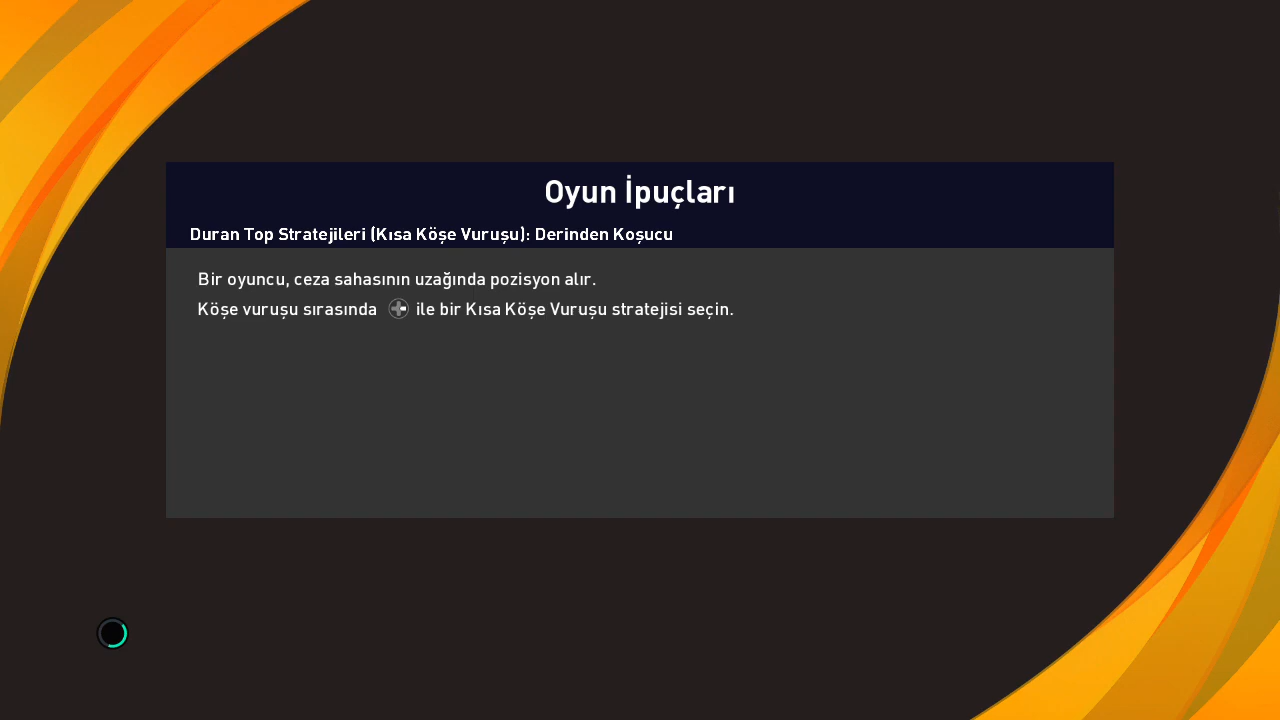 Oyun İpuçları
Duran Top Stratejileri (Kısa Köşe Vuruşu): Derinden Koşucu
Bir oyuncu, ceza sahasının uzağında pozisyon alır.
Köşe vuruşu sırasında ile bir Kısa Köşe Vuruşu stratejisi seçin.